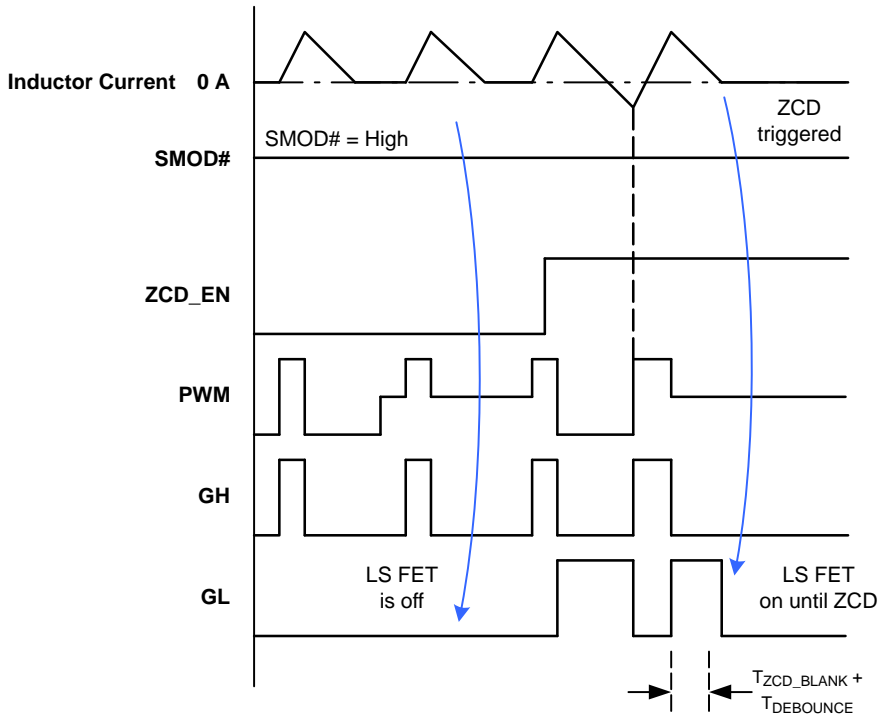 Inductor Current 0 A
ZCD
triggered
SMOD# = High
SMOD#
ZCD_EN
PWM
GH
GL
LS FET
is off
LS FET
on until ZCD
TZCD_BLANK +
TDEBOUNCE